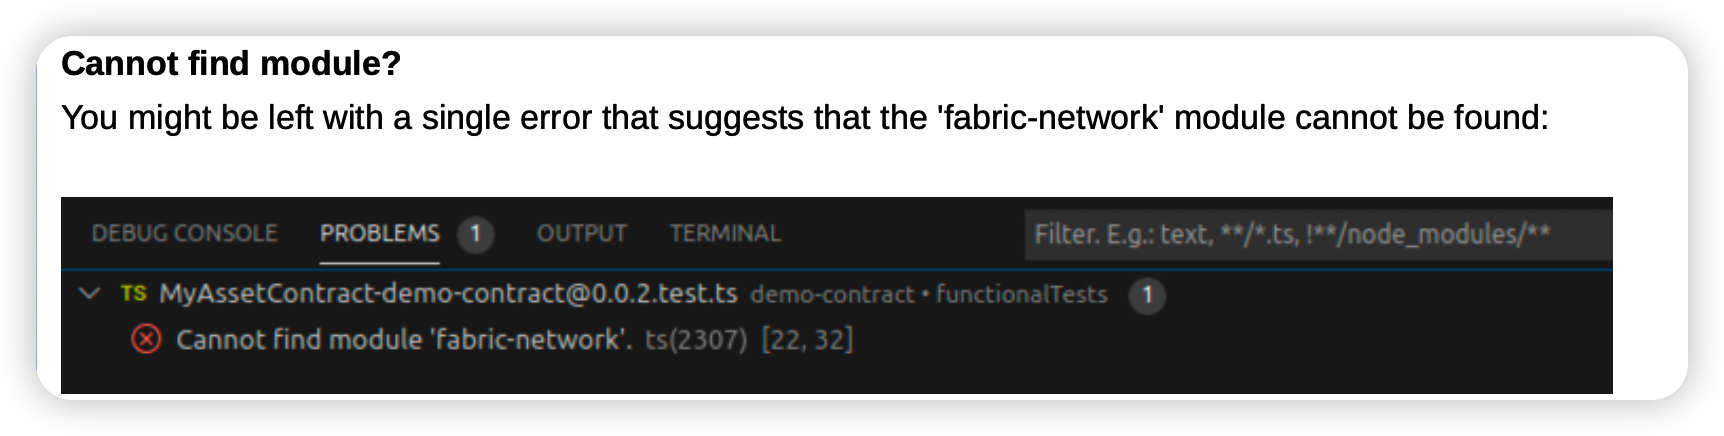 Cannot find module?
You might be left with a single error that suggests that the 'fabric-network' module cannot be found:
DEBUG CONSOLE PROBLEMS 1 OUTPUT TERMINAL Filter. E.g.: text, **/*.ts, !**/node_modules/**
TS MyAssetContract-demo-contract@0.0.2.test.ts demo-contract • functionalTests 1
Cannot find module 'fabric-network'. ts(2307) [22, 32]